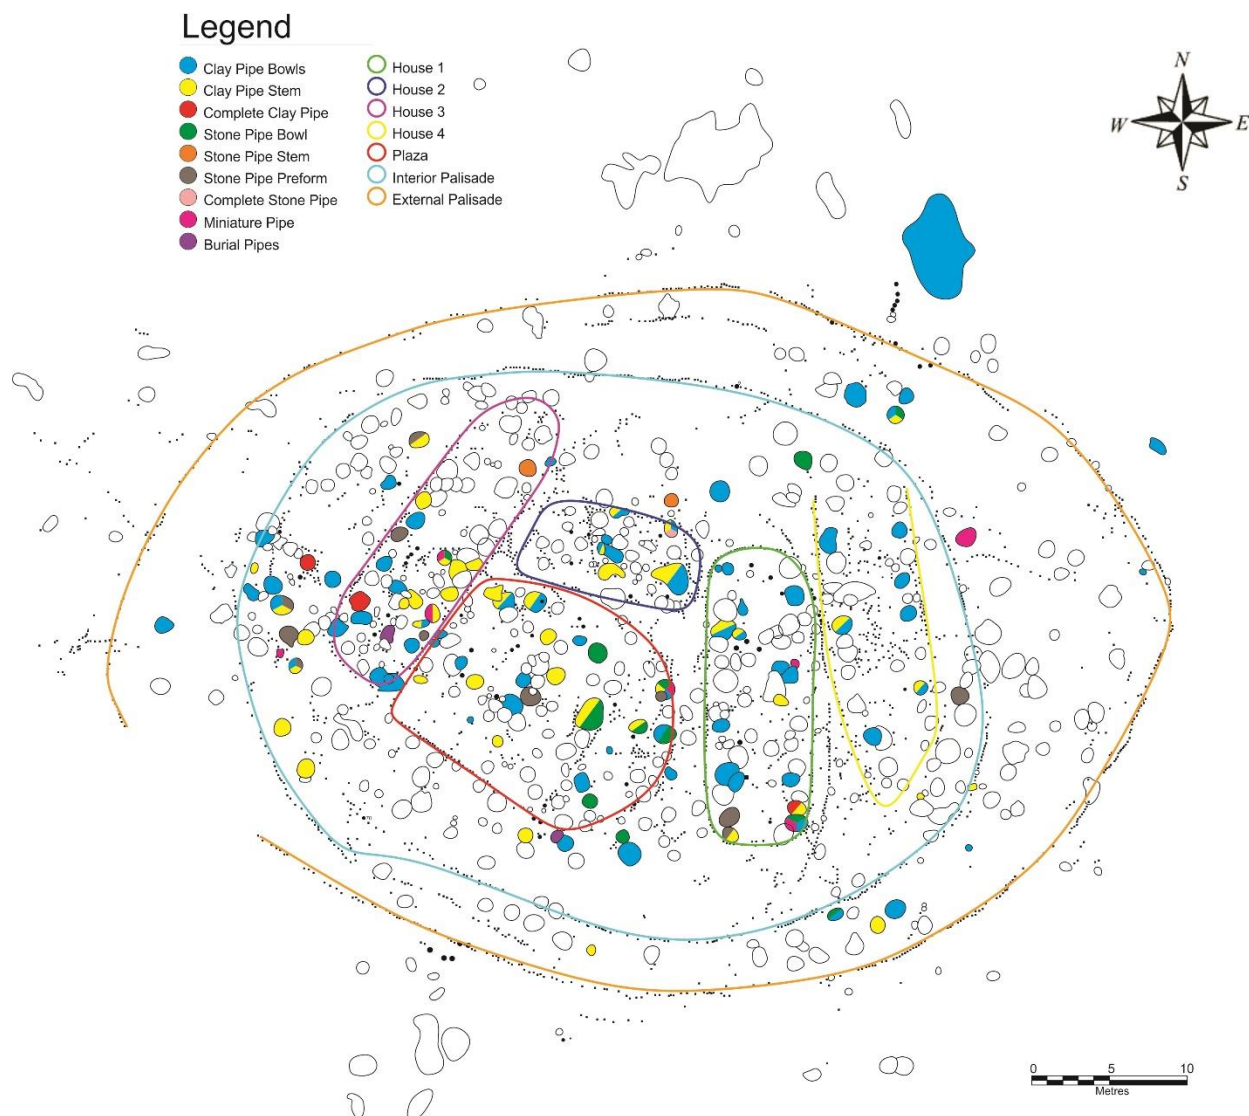 Legend
Clay Pipe Bowls
Clay Pipe Stem
Complete Clay Pipe
Stone Pipe Bowl
Stone Pipe Stem
Stone Pipe Preform
Complete Stone Pipe
Miniature Pipe
Burial Pipes
House 1
House 2
House 3
House 4
Plaza
Interior Palisade
External Palisade
N
W E
S
0 5 10
Metres